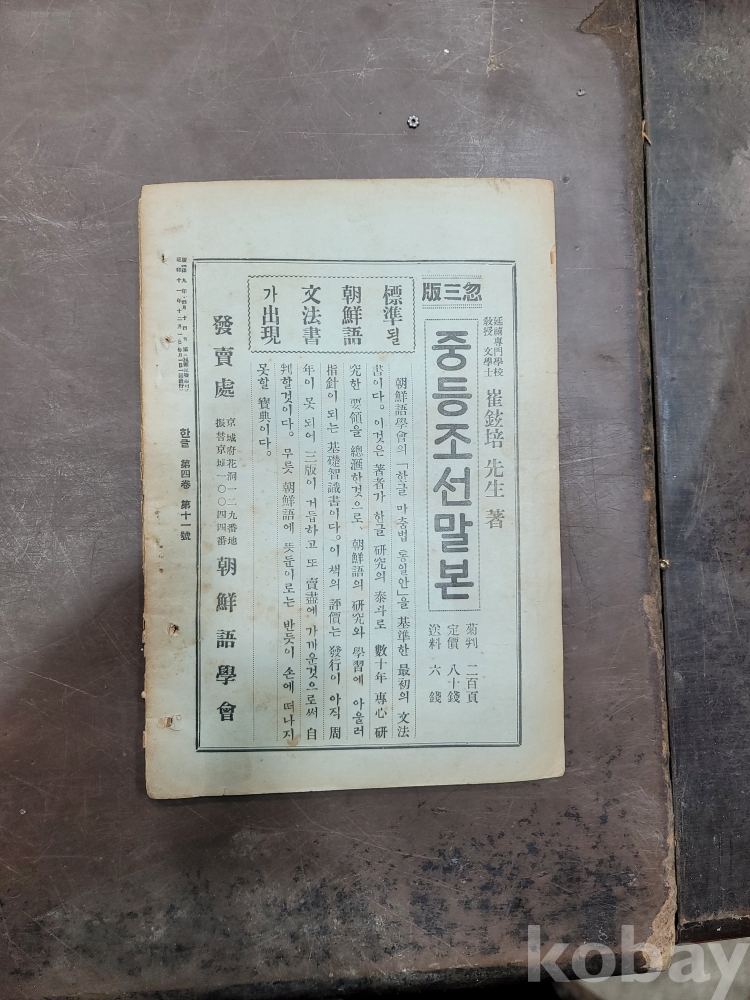 版三忽
延禧專門學校
敎授 文學士
崔鉉培 先生 著
중등조선말본
菊判 二百頁
定價 八十錢
送料 六錢
標準될
朝鮮語
文法書
가出現
朝鮮語學會의 「한글 마춤법 통일안」을 基準한 最初의 文法
書이다。이것은 著者가 한글 硏究의 泰斗로 數十年 專心 硏
究한 要領을 總滙한것으로、朝鮮語의 硏究와 學習에 아울러
指針이 되는 基礎智識書이다。이 책의 評價는 發行이 아직 周
年이 못 되어 三版이 거듭하고 또 賣盡에 가까운것으로써 自
判할것이다。무릇 朝鮮語에 뜻둔이로는 반듯이 손에 떠나지
못할 寶典이다。
發賣處
京城府花洞一二九番地
振替京城一〇〇四四番
朝鮮語學會
한글 第四卷 第十一號
kobay